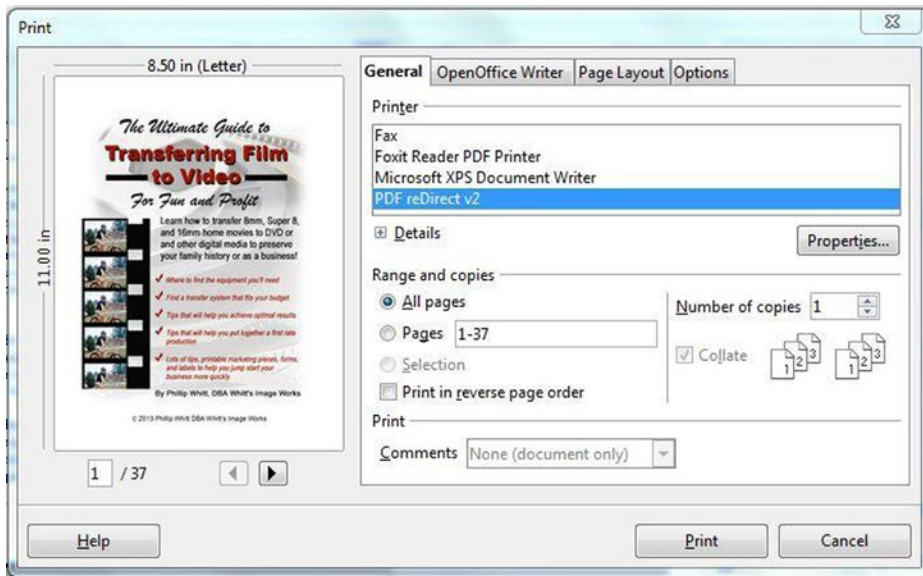 Print
8.50 in (Letter)
11.00 in
The Ultimate Guide to
Transferring Film
to Video
For Fun and Profit
Learn how to transfer 8mm, Super 8,
and 16mm home movies to DVD or
and other digital media to preserve
your family history or as a business!
Where to find the equipment you'll need
Find a transfer system that fits your budget
Tips that will help you achieve optimal results
Tips that will help you put together a first rate
production
Lots of tips, printable marketing pieces, forms,
and labels to help you jump start your
business more quickly
By Phillip Whitt, DBA Whitt's Image Works
© 2013 Phillip Whitt DBA Whitt's Image Works
1 / 37
General OpenOffice Writer Page Layout Options
Printer
Fax
Foxit Reader PDF Printer
Microsoft XPS Document Writer
PDF reDirect v2
Details
Properties...
Range and copies
All pages
Pages 1-37
Selection
Print in reverse page order
Number of copies 1
Collate 1 2 3 1 2 3
Print
Comments None (document only)
Help Print Cancel